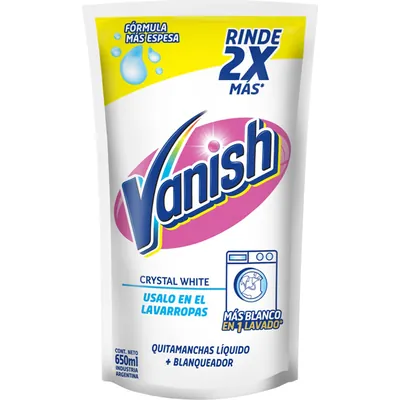 FÓRMULA
MÁS ESPESA
RINDE
2X
MÁS*
Vanish
CRYSTAL WHITE
USALO EN EL
LAVARROPAS
MÁS BLANCO
EN 1 LAVADO*
CONT. NETO
650ml
INDUSTRIA
ARGENTINA
QUITAMANCHAS LÍQUIDO
+ BLANQUEADOR